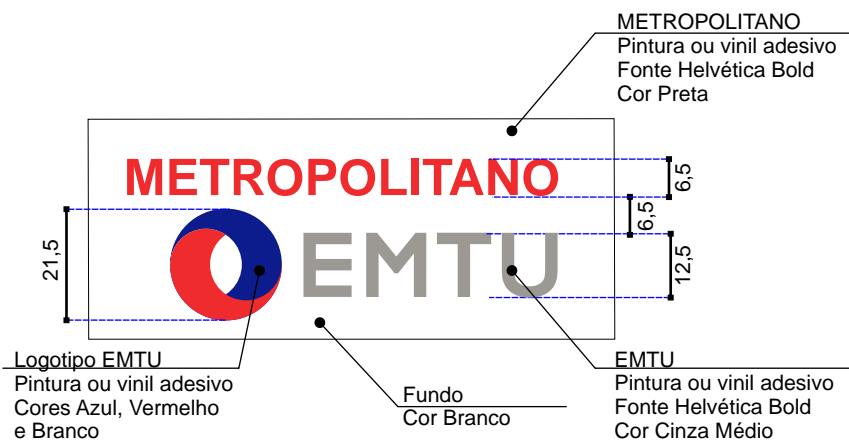 METROPOLITANO
Pintura ou vinil adesivo
Fonte Helvética Bold
Cor Preta
METROPOLITANO
6,5
6,5
21,5
EMTU
12,5
Logotipo EMTU
Pintura ou vinil adesivo
Cores Azul, Vermelho
e Branco
Fundo
Cor Branco
EMTU
Pintura ou vinil adesivo
Fonte Helvética Bold
Cor Cinza Médio